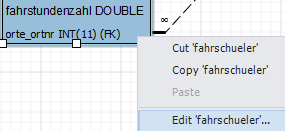 fahrstundenzahl DOUBLE
orte_ortnr INT(11) (FK)
∞
Cut 'fahrschueler'
Copy 'fahrschueler'
Paste
Edit 'fahrschueler'...